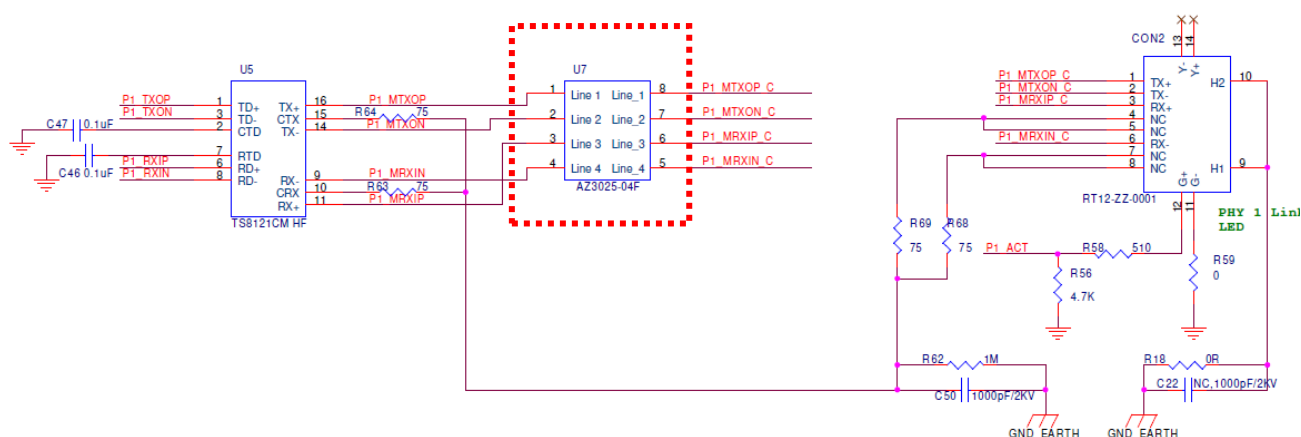 U5
P1_TXOP 1 TD+ TX+ 16 P1_MTXOP
P1_TXON 3 TD- CTX 15 R64 75
C47 0.1uF 2 CTD TX- 14 P1_MTXON
7 RTD
P1_RXIP 6 RD+ RX- 9 P1_MRXIN
C46 0.1uF P1_RXIN 8 RD- CRX 10 R63 75
RX+ 11 P1_MRXIP
TS8121CM HF
U7
1 Line 1 Line_1 8 P1_MTXOP_C
2 Line 2 Line_2 7 P1_MTXON_C
3 Line 3 Line_3 6 P1_MRXIP_C
4 Line 4 Line_4 5 P1_MRXIN_C
AZ3025-04F
CON2
13 14
Y- Y+
P1_MTXOP_C 1 TX+ H2 10
P1_MTXON_C 2 TX-
P1_MRXIP_C 3 RX+
4 NC
5 NC
P1_MRXIN_C 6 RX-
7 NC
8 NC H1 9
G+ G-
12 11
RT12-ZZ-0001
PHY 1 Link
LED
R69
75
R68
75
P1_ACT R58 510
R56
4.7K
R59
0
R62 1M
C50 1000pF/2KV
GND_EARTH
R18 0R
C22 NC,1000pF/2KV
GND_EARTH